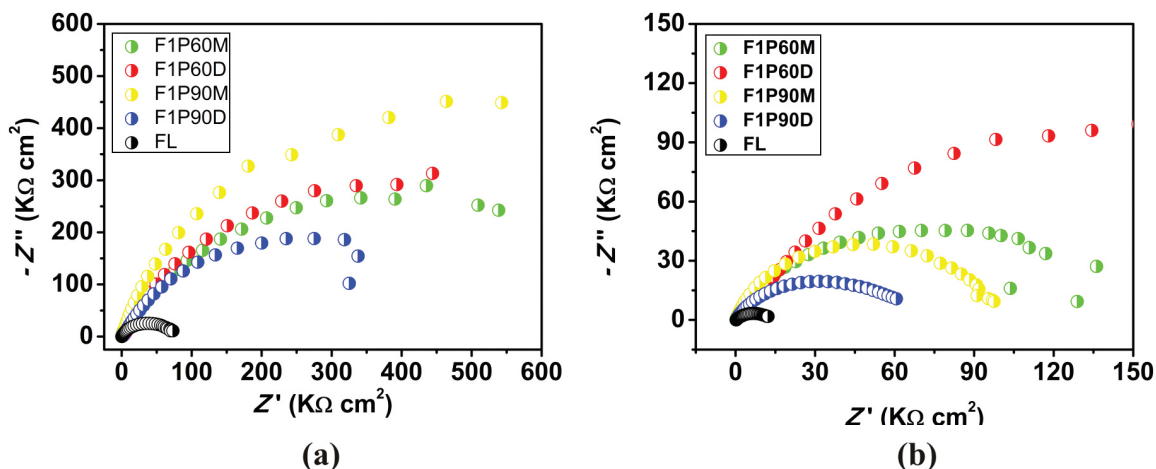 600
500
400
300
200
100
0
- Z" (KΩ cm²)
F1P60M
F1P60D
F1P90M
F1P90D
FL
0 100 200 300 400 500 600
Z' (KΩ cm²)
(a)
150
120
90
60
30
0
- Z" (KΩ cm²)
F1P60M
F1P60D
F1P90M
F1P90D
FL
0 30 60 90 120 150
Z' (KΩ cm²)
(b)